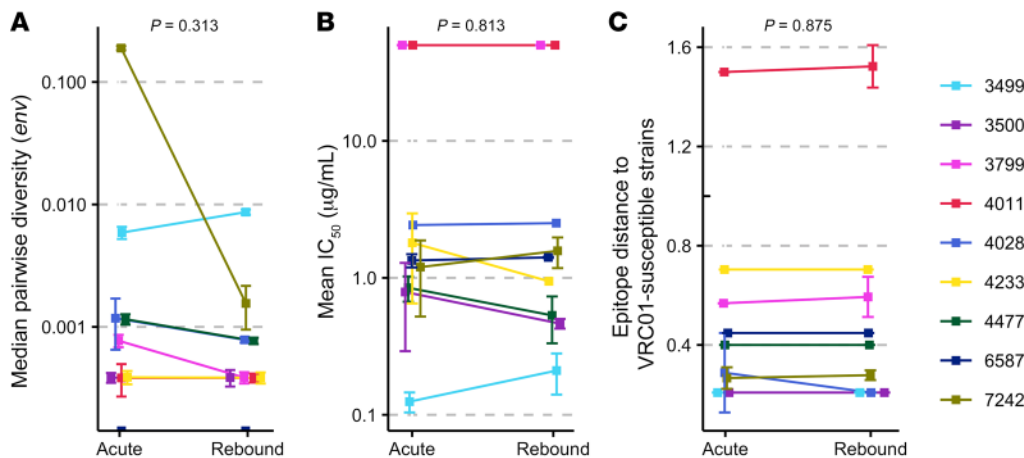 A
P = 0.313
Median pairwise diversity (env)
0.100
0.010
0.001
Acute
Rebound
B
P = 0.813
Mean IC50 (μg/mL)
10.0
1.0
0.1
Acute
Rebound
C
P = 0.875
Epitope distance to
VRC01-susceptible strains
1.6
1.2
0.8
0.4
Acute
Rebound
3499
3500
3799
4011
4028
4233
4477
6587
7242